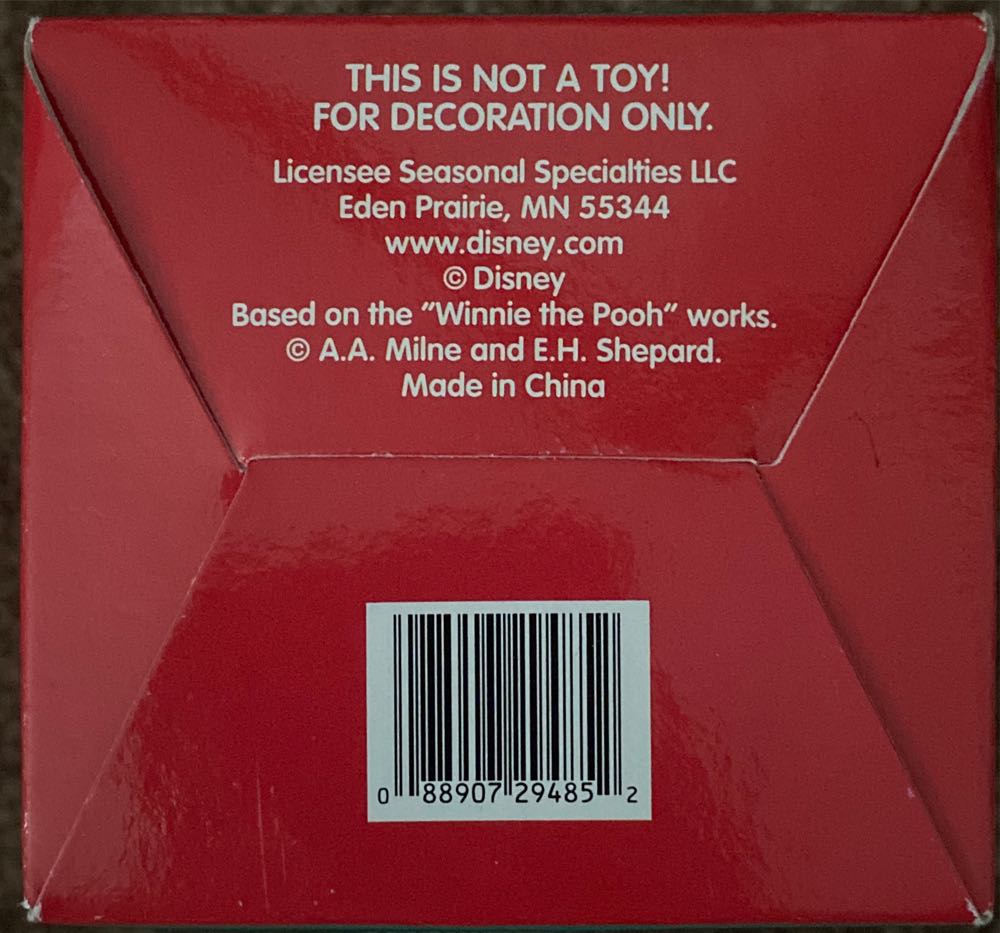 THIS IS NOT A TOY!
FOR DECORATION ONLY.
Licensee Seasonal Specialties LLC
Eden Prairie, MN 55344
www.disney.com
© Disney
Based on the "Winnie the Pooh" works.
© A.A. Milne and E.H. Shepard.
Made in China
0 88907 29485 2